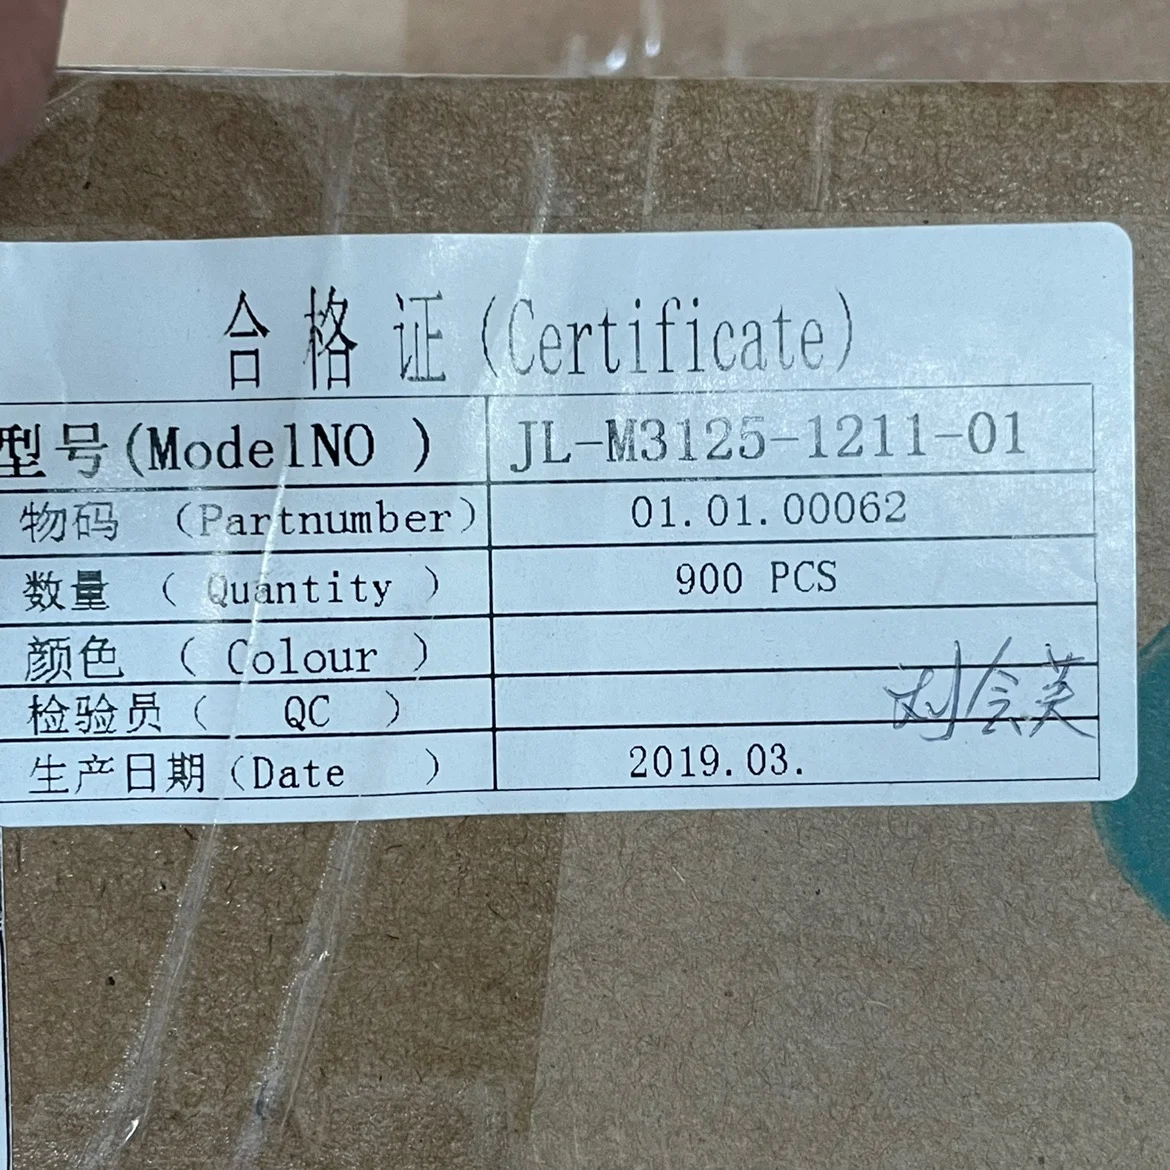 合格证(Certificate)
型号(ModelNO ) JL-M3125-1211-01
物码 (Partnumber) 01.01.00062
数量 ( Quantity ) 900 PCS
颜色 ( Colour )
检验员( QC ) 刘会芙
生产日期(Date ) 2019.03.